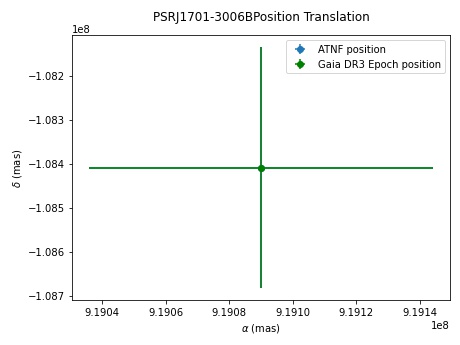 PSRJ1701-3006BPosition Translation
1e8
ATNF position
Gaia DR3 Epoch position
−1.082
−1.083
−1.084
−1.085
−1.086
−1.087
δ (mas)
9.1904
9.1906
9.1908
9.1910
9.1912
9.1914
1e8
α (mas)